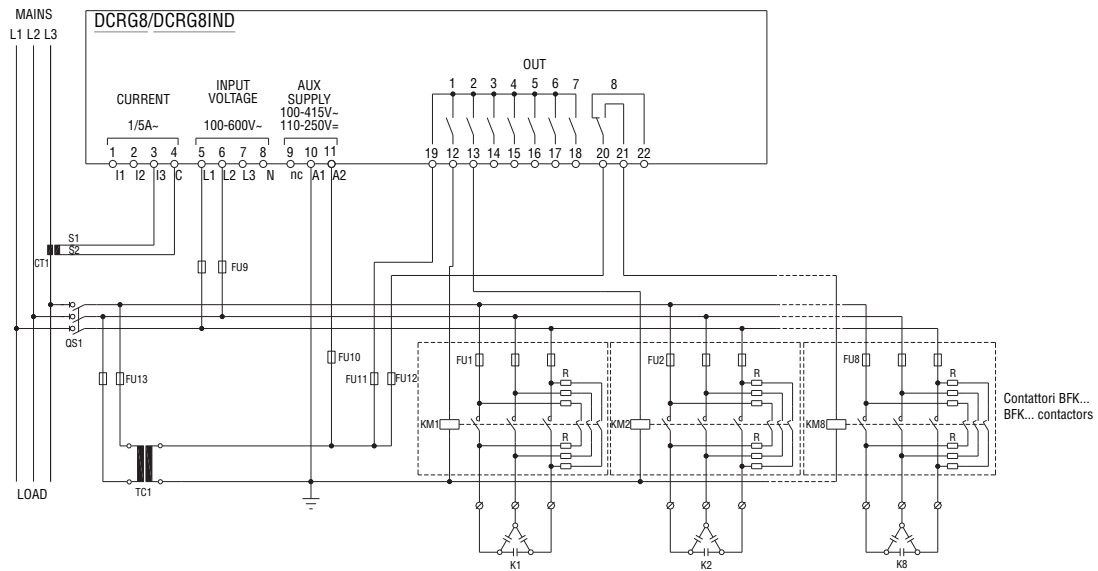 MAINS
L1 L2 L3
DCRG8/DCRG8IND
OUT
1 2 3 4 5 6 7 8
CURRENT
1/5A~
INPUT
VOLTAGE
100-600V~
AUX
SUPPLY
100-415V~
110-250V=
1 2 3 4 5 6 7 8 9 10 11 19 12 13 14 15 16 17 18 20 21 22
I1 I2 I3 C L1 L2 L3 N nc A1 A2
S1
S2
CT1
FU9
QS1
FU13
FU10
FU11
FU12
FU1
R
FU2
R
FU8
R
Contattori BFK...
BFK... contactors
KM1
R
KM2
R
KM8
R
TC1
LOAD
K1
K2
K8